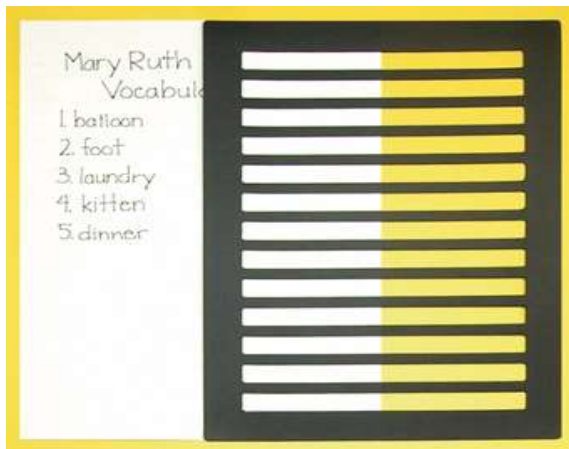 Mary Ruth
Vocabul
1. balloon
2. foot
3. laundry
4. kitten
5. dinner